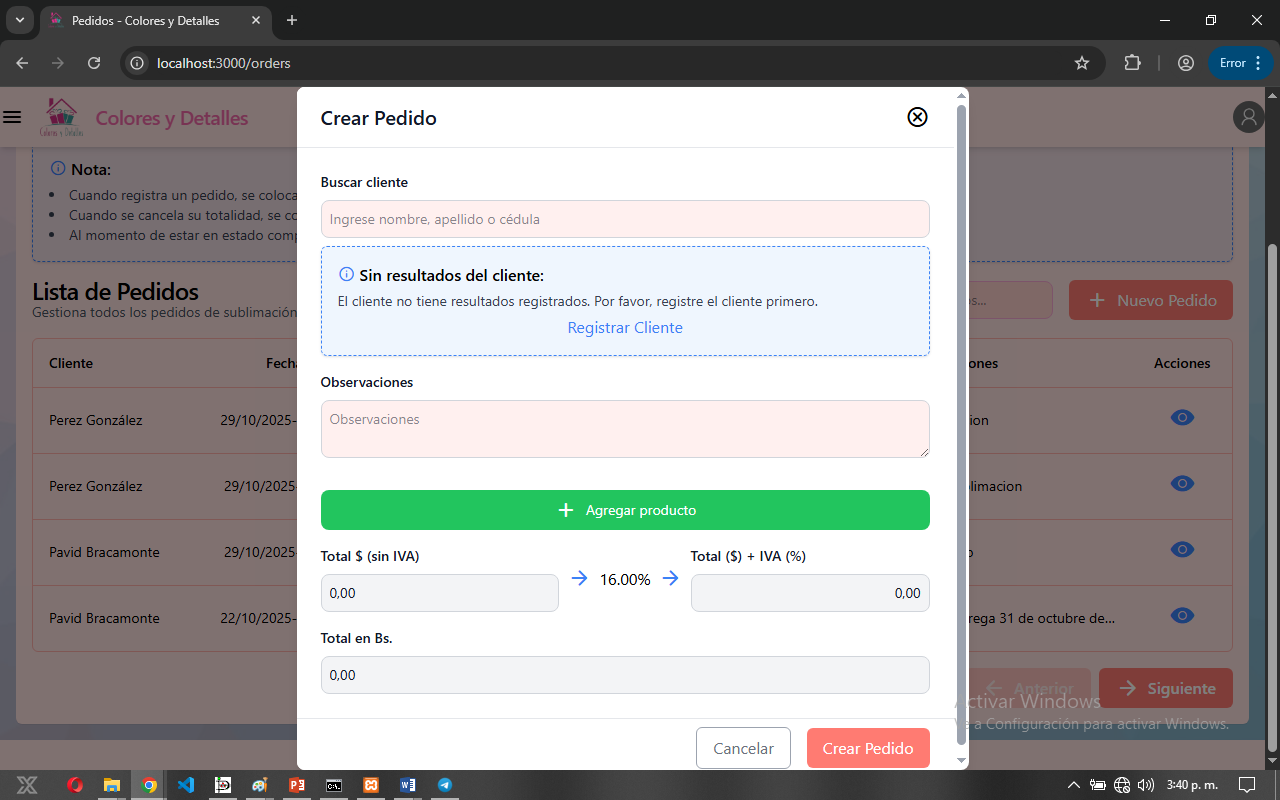 Pedidos - Colores y Detalles
localhost:3000/orders
Error
Colores y Detalles
Colores y Detalles
Crear Pedido
Nota:
Cuando registra un pedido, se coloca
Cuando se cancela su totalidad, se co
Al momento de estar en estado comp
Buscar cliente
Ingrese nombre, apellido o cédula
Sin resultados del cliente:
El cliente no tiene resultados registrados. Por favor, registre el cliente primero.
Registrar Cliente
Lista de Pedidos
Gestiona todos los pedidos de sublimación
os...
Nuevo Pedido
Cliente
Fecha
ones
Acciones
Perez González
29/10/2025-
ion
Perez González
29/10/2025-
limacion
Pavid Bracamonte
29/10/2025-
o
Pavid Bracamonte
22/10/2025-
rega 31 de octubre de...
Observaciones
Observaciones
Agregar producto
Total $ (sin IVA)
Total ($) + IVA (%)
0,00
16.00%
0,00
Total en Bs.
0,00
Anterior
Siguiente
Cancelar
Crear Pedido
Activar Windows
Ve a Configuración para activar Windows.
3:40 p. m.